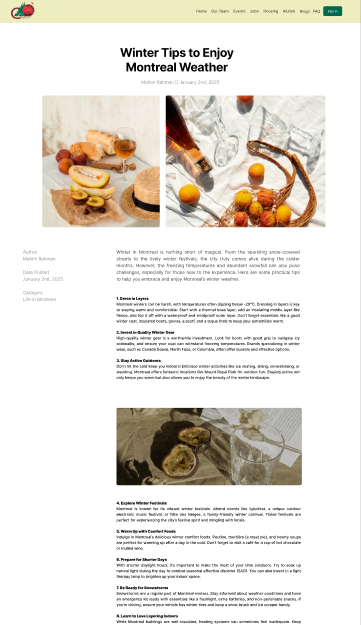 Home Our Team Events Jobs Housing Alumni Blogs FAQ
Winter Tips to Enjoy
Montreal Weather
January 2nd, 2025
Author
Mahfin Rahman
Date Posted
January 2nd, 2025
Category
Life in Montreal
Winter in Montreal is nothing short of magical. From the sparkling snow-covered
streets to the lively winter festivals, the city truly comes alive during the colder
months. However, the freezing temperatures and abundant snowfall can also pose
challenges, especially for those new to the experience. Here are some practical tips
to help you embrace and enjoy Montreal's winter weather.
1. Dress in Layers
Montreal winters can be harsh, with temperatures often dipping below -20°C. Dressing in layers is key
to staying warm and comfortable. Start with a thermal base layer, add an insulating middle layer like
fleece, and top it off with a waterproof and windproof outer layer. Don't forget essentials like a good
winter coat, insulated boots, gloves, a scarf, and a tuque (hat) to keep your extremities warm.
2. Invest in Quality Winter Gear
High-quality winter gear is a worthwhile investment. Look for boots with good grip to navigate icy
sidewalks, and ensure your coat can withstand freezing temperatures. Brands specializing in winter
wear, such as Canada Goose, North Face, or Columbia, often offer durable and effective options.
3. Stay Active Outdoors
Don't let the cold keep you indoors! Embrace winter activities like ice skating, skiing, snowshoeing, or
sledding. Montreal offers fantastic locations like Mount Royal Park for outdoor fun. Staying active not
only keeps you warm but also allows you to enjoy the beauty of the winter landscape.
4. Explore Winter Festivals
Montreal is known for its vibrant winter festivals. Attend events like Igloofest, a unique outdoor
electronic music festival, or Fête des Neiges, a family-friendly winter carnival. These festivals are
perfect for experiencing the city's festive spirit and mingling with locals.
5. Warm Up with Comfort Foods
Indulge in Montreal's delicious winter comfort foods. Poutine, tourtière (a meat pie), and hearty soups
are perfect for warming up after a day in the cold. Don't forget to visit a café for a cup of hot chocolate
or mulled wine.
6. Prepare for Shorter Days
With shorter daylight hours, it's important to make the most of your time outdoors. Try to soak up
natural light during the day to combat seasonal affective disorder (SAD). You can also invest in a light
therapy lamp to brighten up your indoor space.
7. Be Ready for Snowstorms
Snowstorms are a regular part of Montreal winters. Stay informed about weather conditions and have
an emergency kit ready with essentials like a flashlight, extra batteries, and non-perishable snacks. If
you're driving, ensure your vehicle has winter tires and keep a snow brush and ice scraper handy.
8. Learn to Love Layering Indoors
While Montreal buildings are well-insulated, heating systems can sometimes feel inadequate. Keep